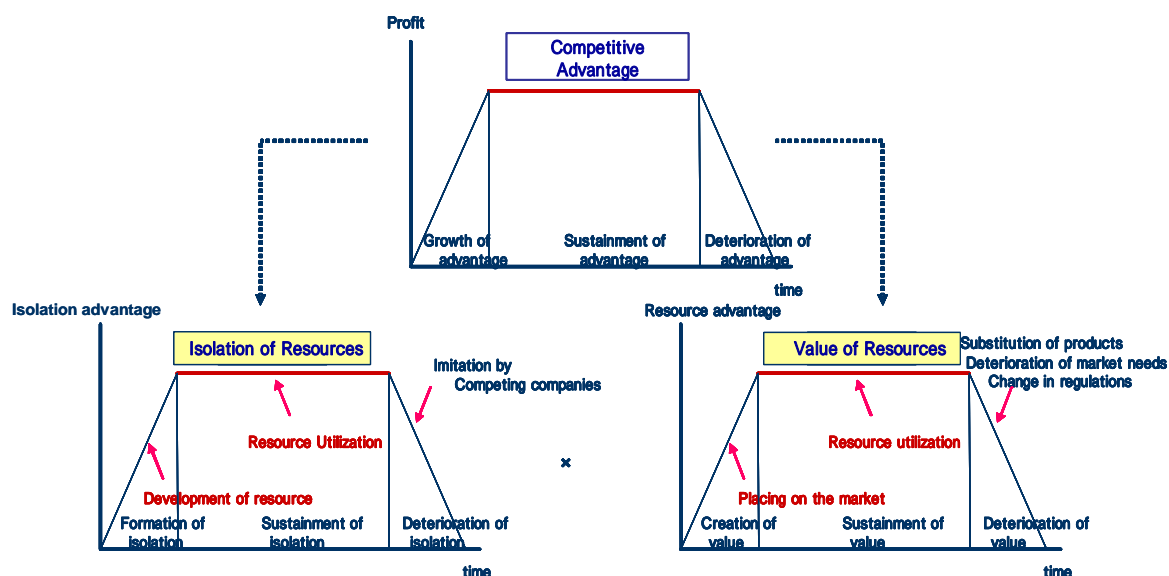 Profit
Competitive
Advantage
Growth of
advantage
Sustainment of
advantage
Deterioration of
advantage
time
Isolation advantage
Isolation of Resources
Imitation by
Competing companies
Resource Utilization
Development of resource
Formation of
isolation
Sustainment of
isolation
Deterioration of
isolation
time
×
Resource advantage
Value of Resources
Substitution of products
Deterioration of market needs
Change in regulations
Resource utilization
Placing on the market
Creation of
value
Sustainment of
value
Deterioration of
value
time